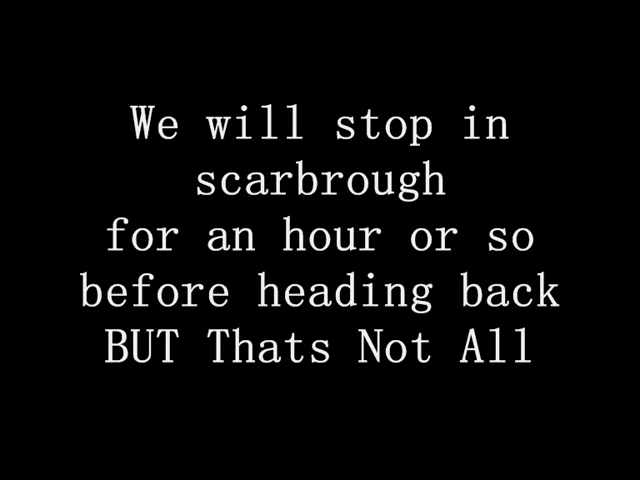 We will stop in
scarbrough
for an hour or so
before heading back
BUT Thats Not All